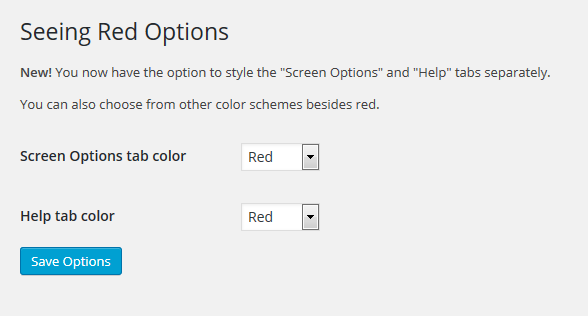 Seeing Red Options
New! You now have the option to style the "Screen Options" and "Help" tabs separately.
You can also choose from other color schemes besides red.
Screen Options tab color Red
Help tab color Red
Save Options